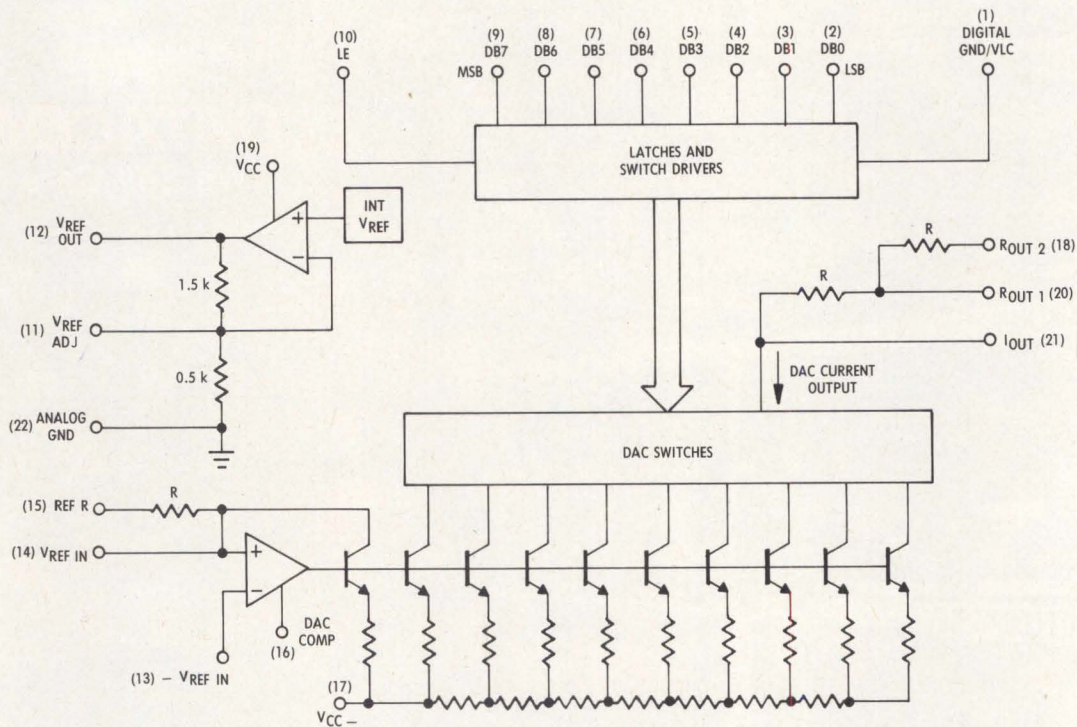 (10)
LE
(9)
DB7
(8)
DB6
(7)
DB5
(6)
DB4
(5)
DB3
(4)
DB2
(3)
DB1
(2)
DB0
(1)
DIGITAL
GND/VLC
MSB
LSB
LATCHES AND
SWITCH DRIVERS
(19)
VCC
INT
VREF
+
−
(12) VREF
OUT
1.5 k
(11) VREF
ADJ
0.5 k
(22) ANALOG
GND
R
ROUT 2 (18)
R
ROUT 1 (20)
IOUT (21)
DAC CURRENT
OUTPUT
DAC SWITCHES
(15) REF R
R
(14) VREF IN
+
−
DAC
COMP
(16)
(13) − VREF IN
(17)
VCC −